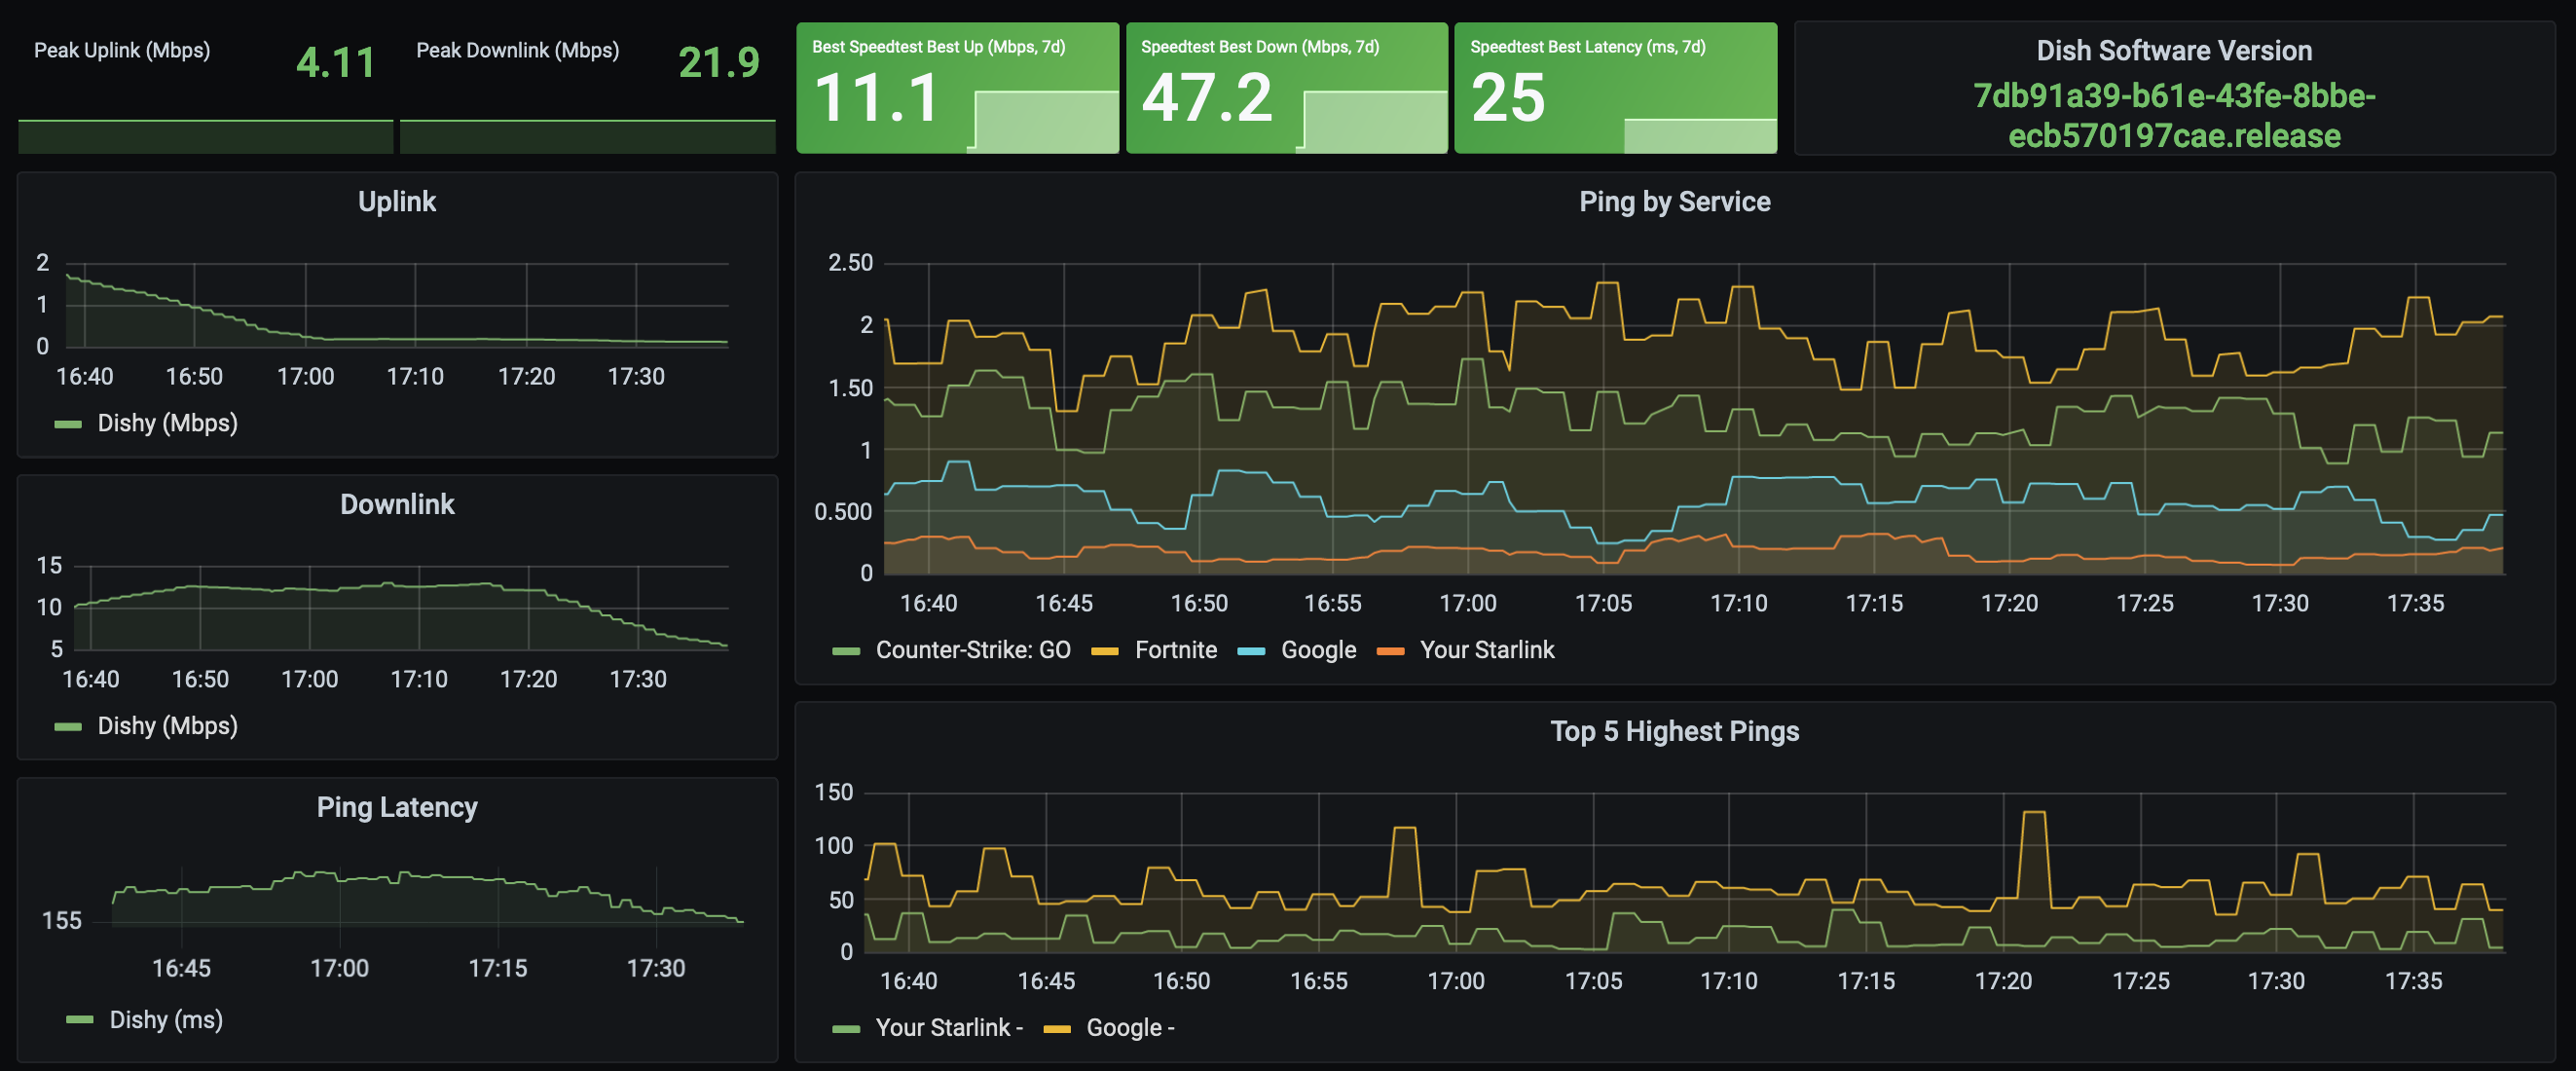 Peak Uplink (Mbps)
4.11
Peak Downlink (Mbps)
21.9
Best Speedtest Best Up (Mbps, 7d)
11.1
Speedtest Best Down (Mbps, 7d)
47.2
Speedtest Best Latency (ms, 7d)
25
Dish Software Version
7db91a39-b61e-43fe-8bbe-
ecb570197cae.release
Uplink
2
1
0
16:40 16:50 17:00 17:10 17:20 17:30
Dishy (Mbps)
Downlink
15
10
5
16:40 16:50 17:00 17:10 17:20 17:30
Dishy (Mbps)
Ping Latency
155
16:45 17:00 17:15 17:30
Dishy (ms)
Ping by Service
2.50
2
1.50
1
0.500
0
16:40 16:45 16:50 16:55 17:00 17:05 17:10 17:15 17:20 17:25 17:30 17:35
Counter-Strike: GO Fortnite Google Your Starlink
Top 5 Highest Pings
150
100
50
0
16:40 16:45 16:50 16:55 17:00 17:05 17:10 17:15 17:20 17:25 17:30 17:35
Your Starlink - Google -